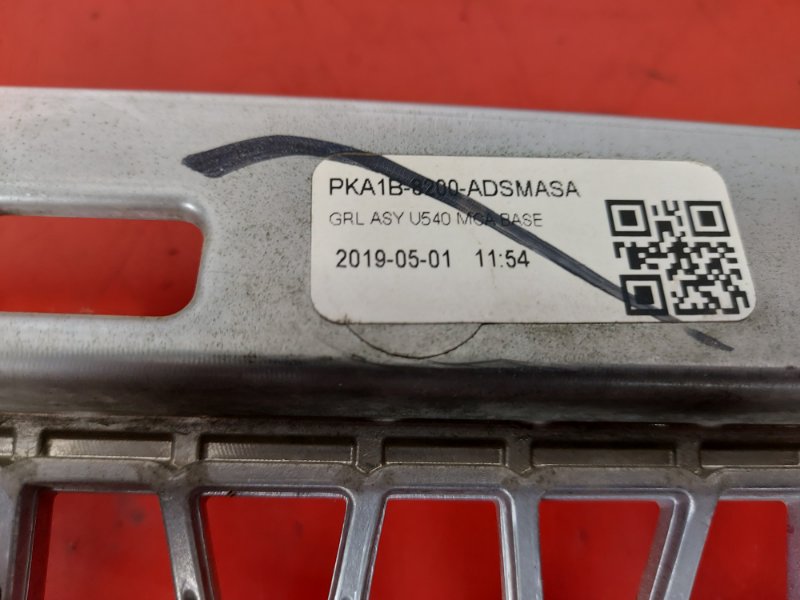 PKA1B-8200-ADSMASA
GRL ASY U540 MCA BASE
2019-05-01 11:54